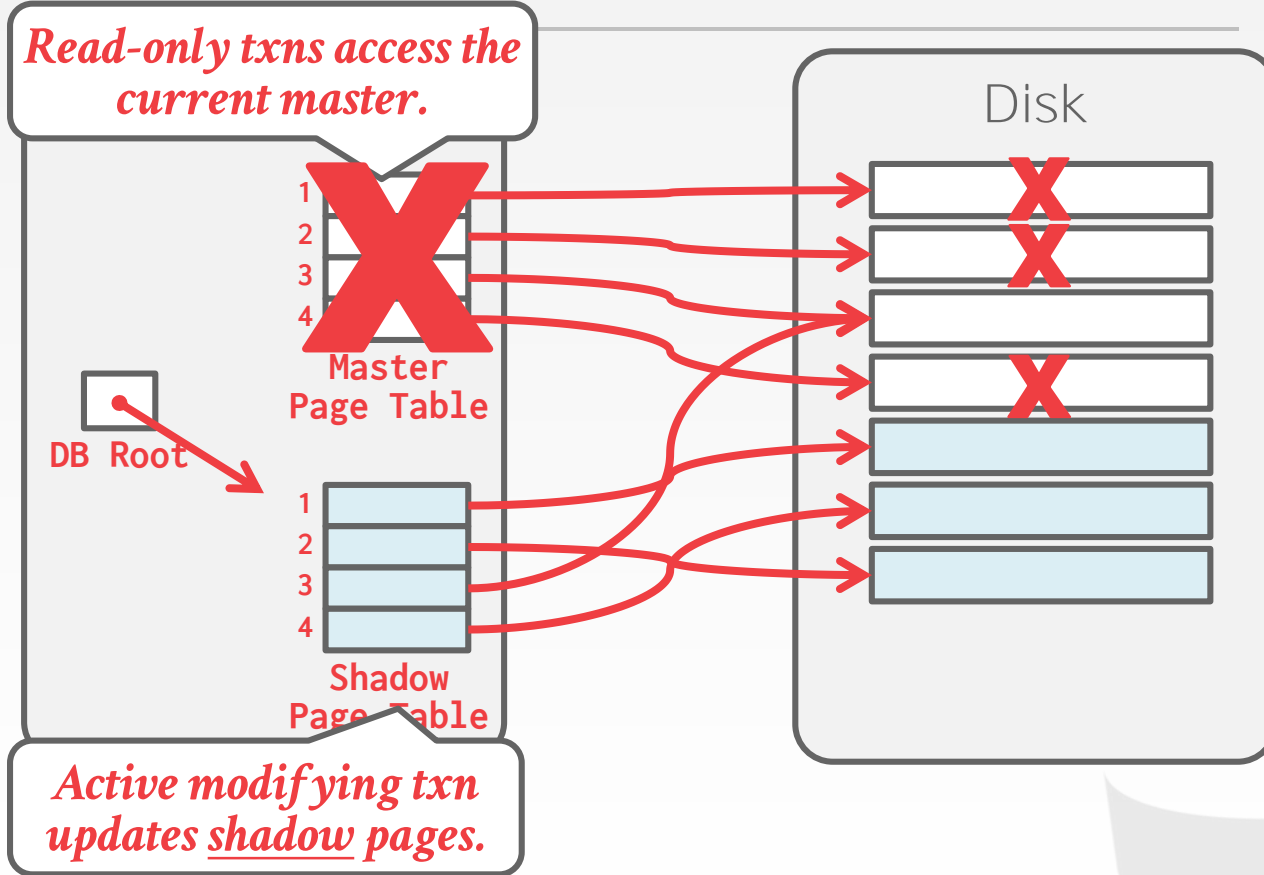 Read-only txns access the
current master.
Disk
1
2
3
4
Master
Page Table
DB Root
1
2
3
4
Shadow
Page Table
Active modifying txn
updates shadow pages.